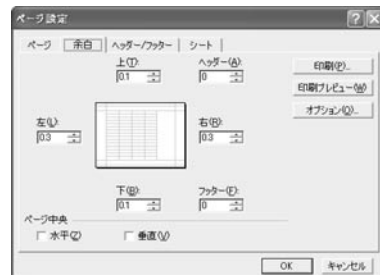 ページ設定
ページ 余白 ヘッダー/フッター シート
上(T): ヘッダー(A):
0.1 0
印刷(P)...
印刷プレビュー(W)
オプション(O)...
左(L): 右(R):
0.3 0.3
下(B): フッター(F):
0.1 0
ページ中央
水平(Z) 垂直(V)
OK キャンセル